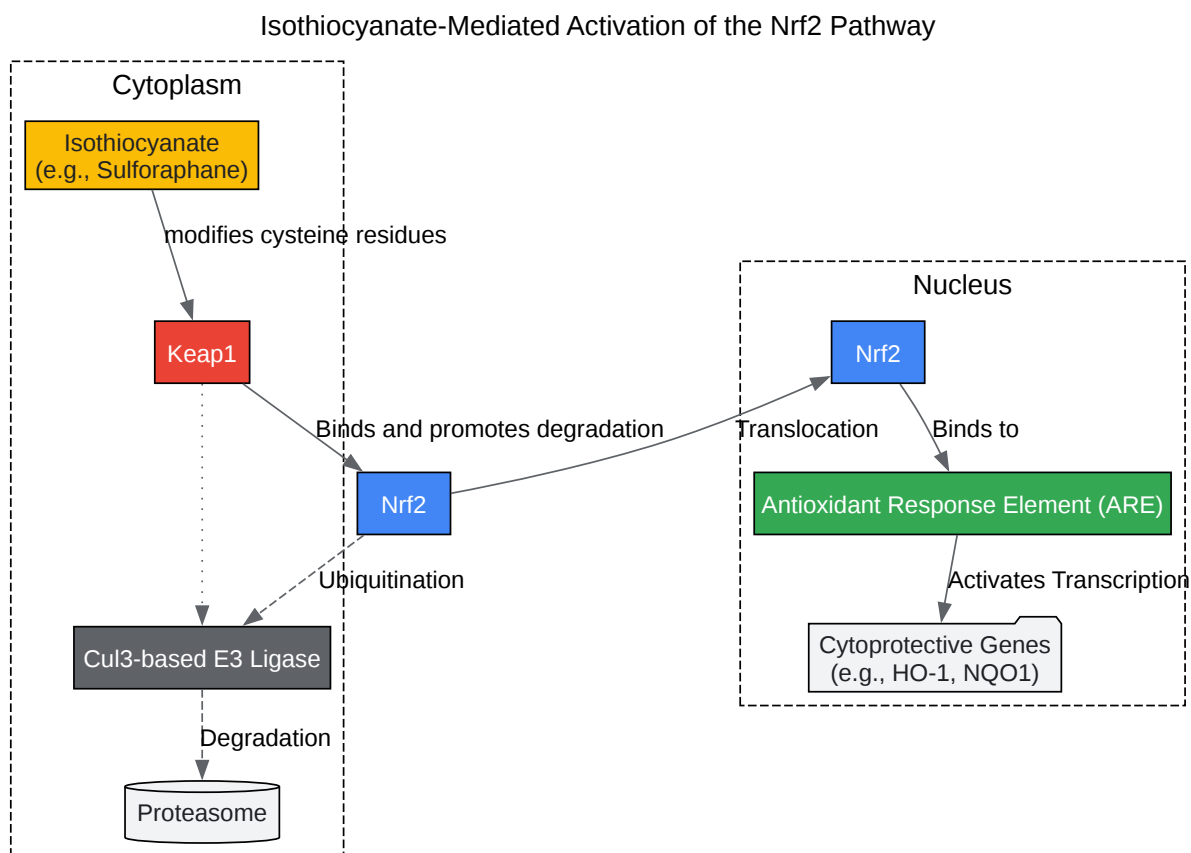 Isothiocyanate-Mediated Activation of the Nrf2 Pathway
Cytoplasm
Isothiocyanate
(e.g., Sulforaphane)
modifies cysteine residues
Keap1
Binds and promotes degradation
Nrf2
Ubiquitination
Cul3-based E3 Ligase
Degradation
Proteasome
Translocation
Nucleus
Nrf2
Binds to
Antioxidant Response Element (ARE)
Activates Transcription
Cytoprotective Genes
(e.g., HO-1, NQO1)